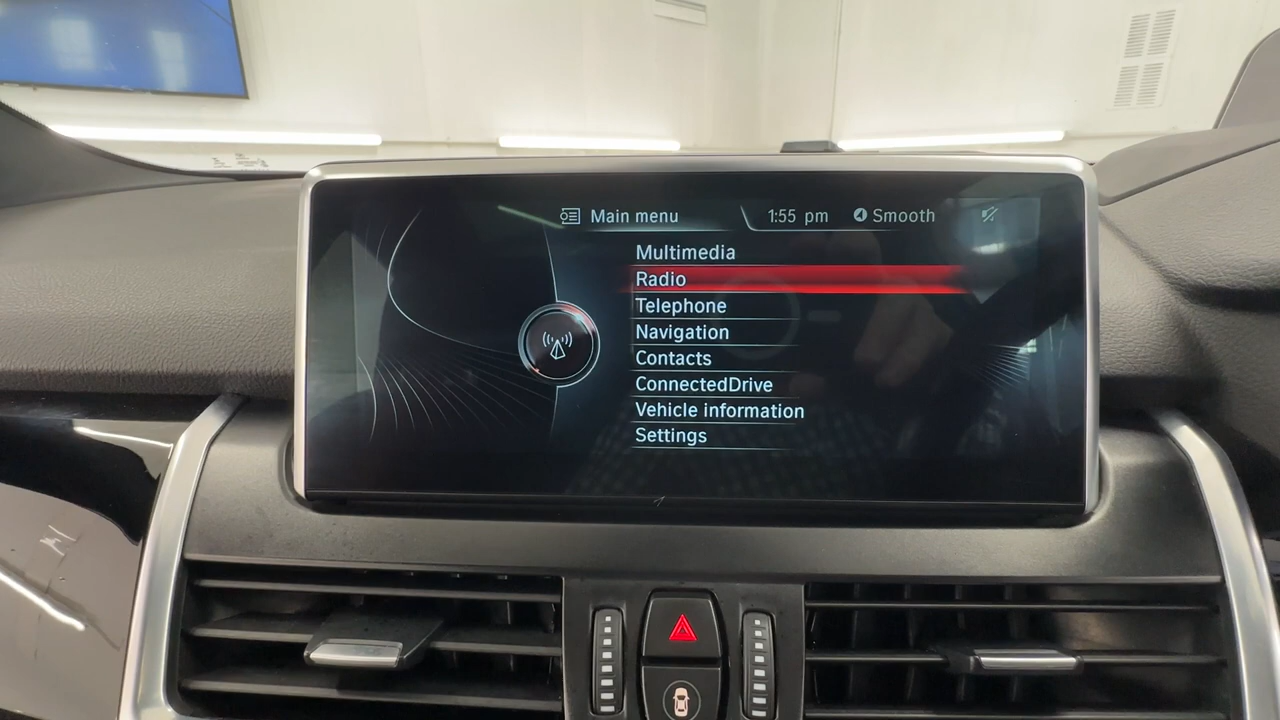 Main menu 1:55 pm Smooth
Multimedia
Radio
Telephone
Navigation
Contacts
ConnectedDrive
Vehicle information
Settings